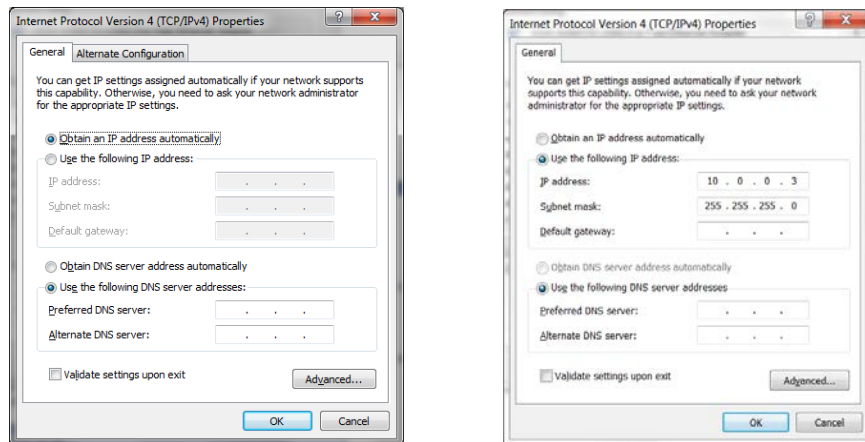 Internet Protocol Version 4 (TCP/IPv4) Properties
General
Alternate Configuration
You can get IP settings assigned automatically if your network supports
this capability. Otherwise, you need to ask your network administrator
for the appropriate IP settings.
Obtain an IP address automatically
Use the following IP address:
IP address:
. . .
Subnet mask:
. . .
Default gateway:
. . .
Obtain DNS server address automatically
Use the following DNS server addresses:
Preferred DNS server:
. . .
Alternate DNS server:
. . .
Validate settings upon exit
Advanced...
OK
Cancel
Internet Protocol Version 4 (TCP/IPv4) Properties
General
You can get IP settings assigned automatically if your network
supports this capability. Otherwise, you need to ask your network
administrator for the appropriate IP settings.
Obtain an IP address automatically
Use the following IP address:
IP address:
10 . 0 . 0 . 3
Subnet mask:
255 . 255 . 255 . 0
Default gateway:
. . .
Obtain DNS server address automatically
Use the following DNS server addresses
Preferred DNS server:
. . .
Alternate DNS server:
. . .
Validate settings upon exit
Advanced...
OK
Cancel